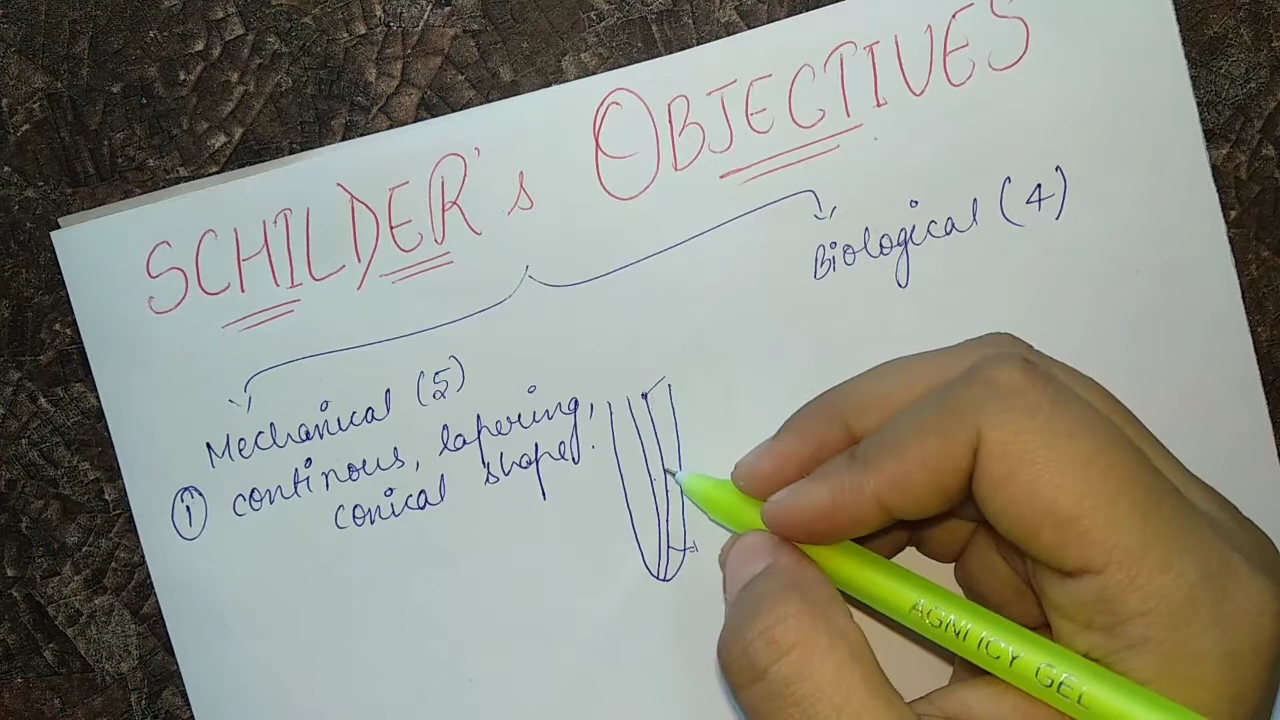 SCHILDER's OBJECTIVES
Biological (4)
Mechanical (5)
① continous, tapering,
conical shape.
AGNI ICY GEL